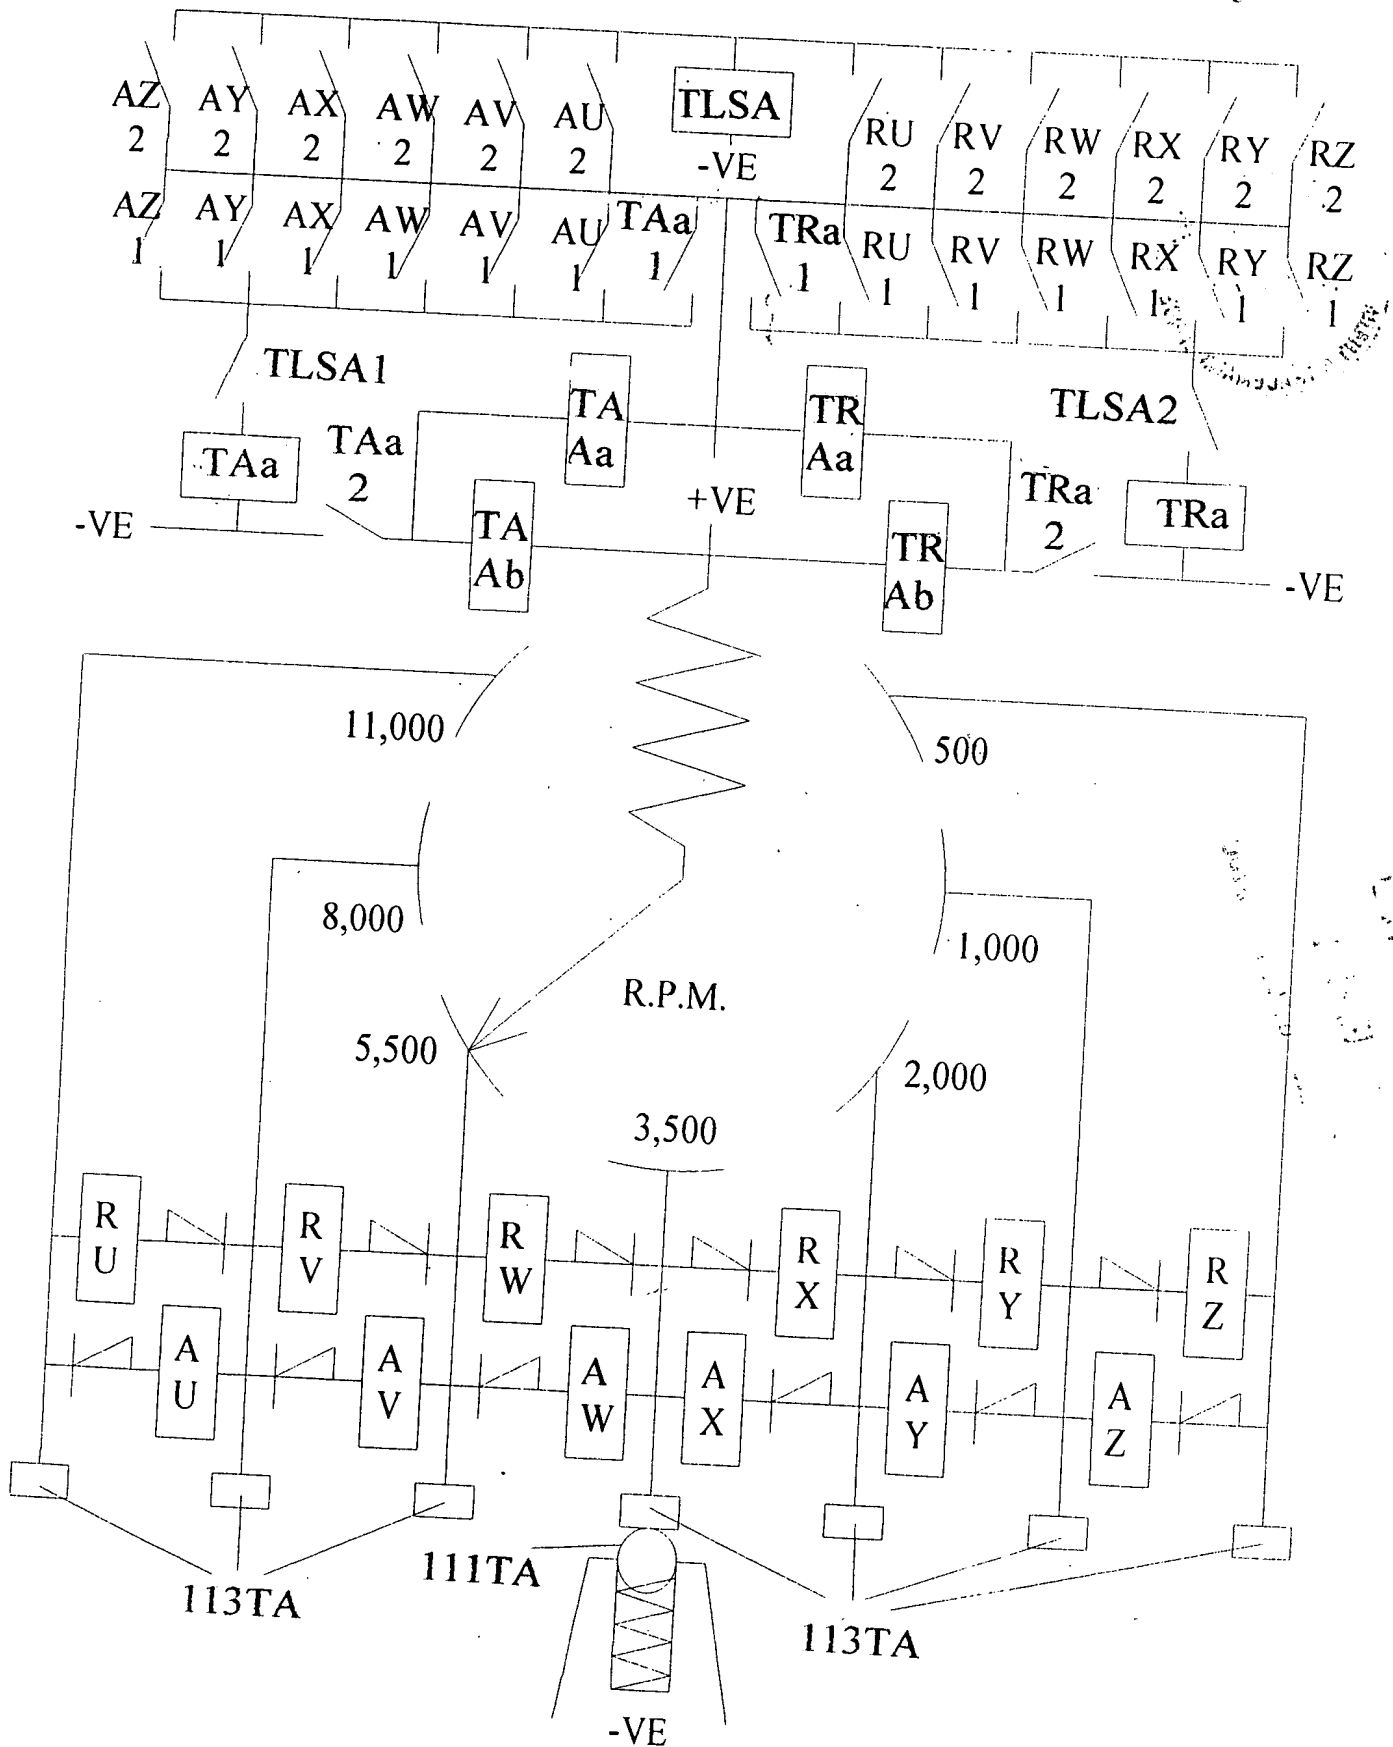 AZ 2
AY 2
AX 2
AW 2
AV 2
AU 2
TLSA
-VE
RU 2
RV 2
RW 2
RX 2
RY 2
RZ 2
AZ 1
AY 1
AX 1
AW 1
AV 1
AU 1
TAa 1
TRa 1
RU 1
RV 1
RW 1
RX 1
RY 1
RZ 1
TLSA1
TLSA2
TAa
TAa 2
TA Aa
TR Aa
TRa 2
TRa
-VE
TA Ab
+VE
TR Ab
-VE
11,000
500
8,000
1,000
R.P.M.
5,500
2,000
3,500
R U
R V
R W
R X
R Y
R Z
A U
A V
A W
A X
A Y
A Z
111TA
113TA
113TA
-VE